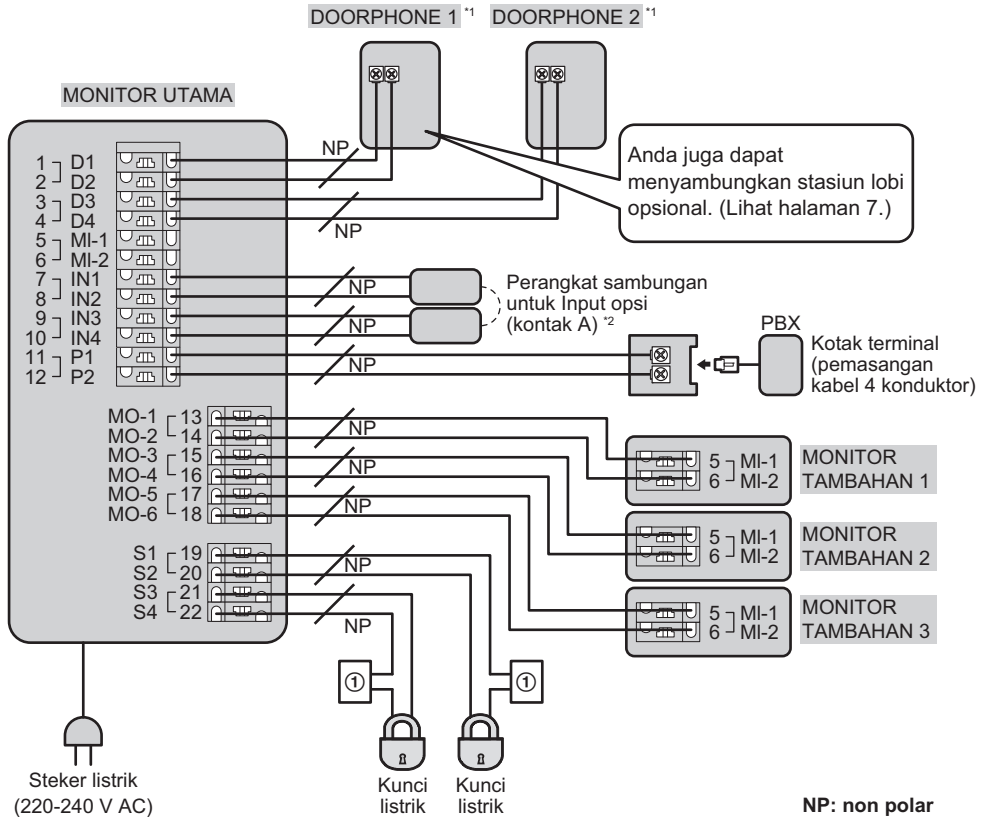 DOORPHONE 1 *1
DOORPHONE 2 *1
MONITOR UTAMA
NP
Anda juga dapat
menyambungkan stasiun lobi
opsional. (Lihat halaman 7.)
1 D1
2 D2
3 D3
4 D4
NP
5 MI-1
6 MI-2
7 IN1
8 IN2
9 IN3
10 IN4
11 P1
12 P2
NP
NP
NP
Perangkat sambungan
untuk Input opsi
(kontak A) *2
PBX
Kotak terminal
(pemasangan
kabel 4 konduktor)
MO-1 13
MO-2 14
MO-3 15
MO-4 16
MO-5 17
MO-6 18
NP
NP
NP
5 MI-1
6 MI-2
MONITOR
TAMBAHAN 1
5 MI-1
6 MI-2
MONITOR
TAMBAHAN 2
5 MI-1
6 MI-2
MONITOR
TAMBAHAN 3
S1 19
S2 20
S3 21
S4 22
NP
NP
①
①
Steker listrik
(220-240 V AC)
Kunci
listrik
Kunci
listrik
NP: non polar